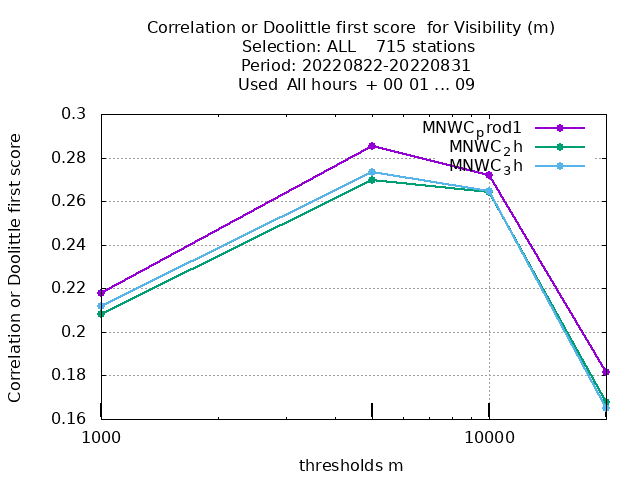 Correlation or Doolittle first score  for Visibility (m)
Selection: ALL    715 stations
Period: 20220822-20220831
Used  All hours  + 00 01 ... 09
Correlation or Doolittle first score
0.3
0.28
0.26
0.24
0.22
0.2
0.18
0.16
MNWCprod1
MNWC2h
MNWC3h
1000
10000
thresholds m